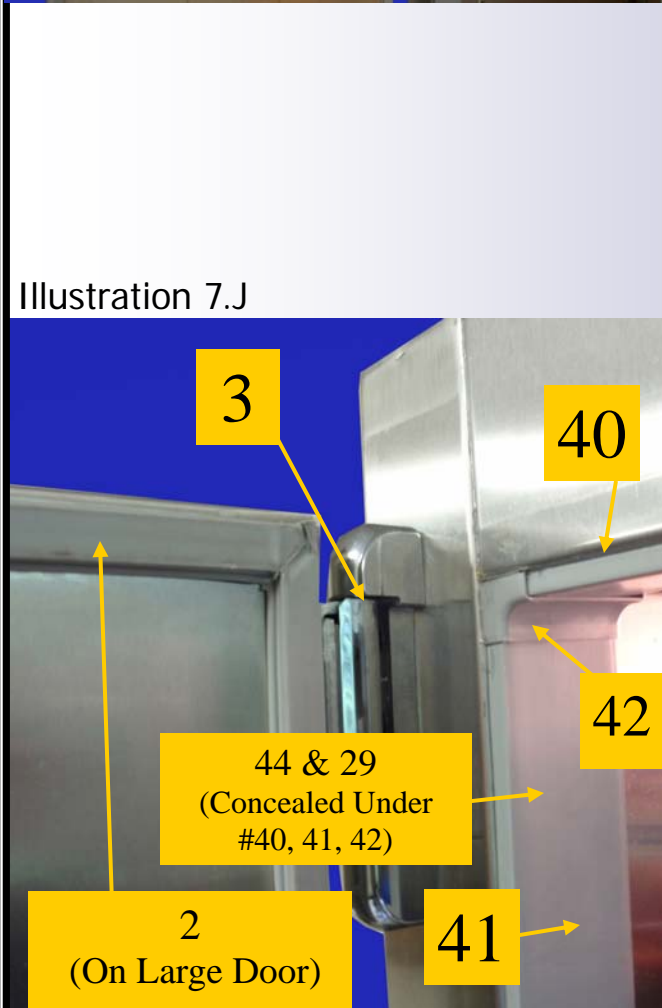 Illustration 7.J
3
40
42
44 & 29
(Concealed Under
#40, 41, 42)
2
(On Large Door)
41